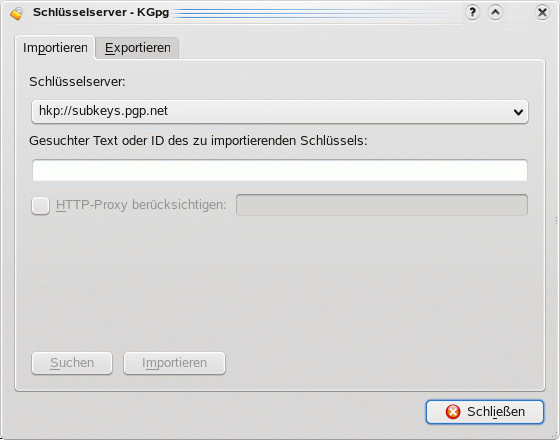 Schlüsselserver - KGpg
?
Importieren Exportieren
Schlüsselserver:
hkp://subkeys.pgp.net
Gesuchter Text oder ID des zu importierenden Schlüssels:
HTTP-Proxy berücksichtigen:
Suchen Importieren
Schließen